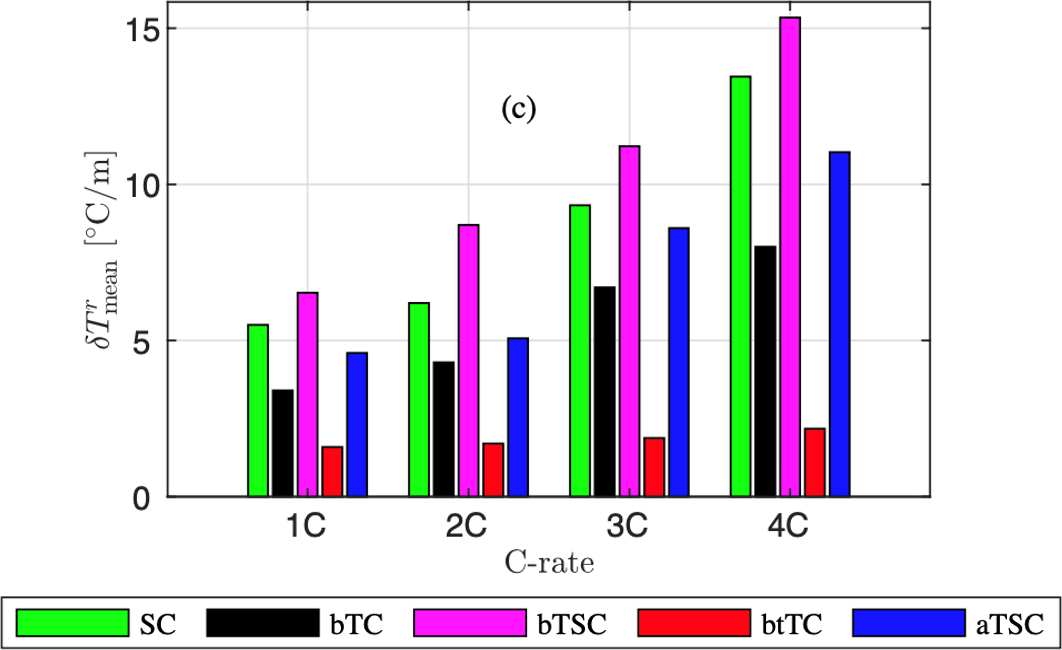 15
(c)
10
5
0
δT^r_mean [°C/m]
1C 2C 3C 4C
C-rate
SC bTC bTSC btTC aTSC